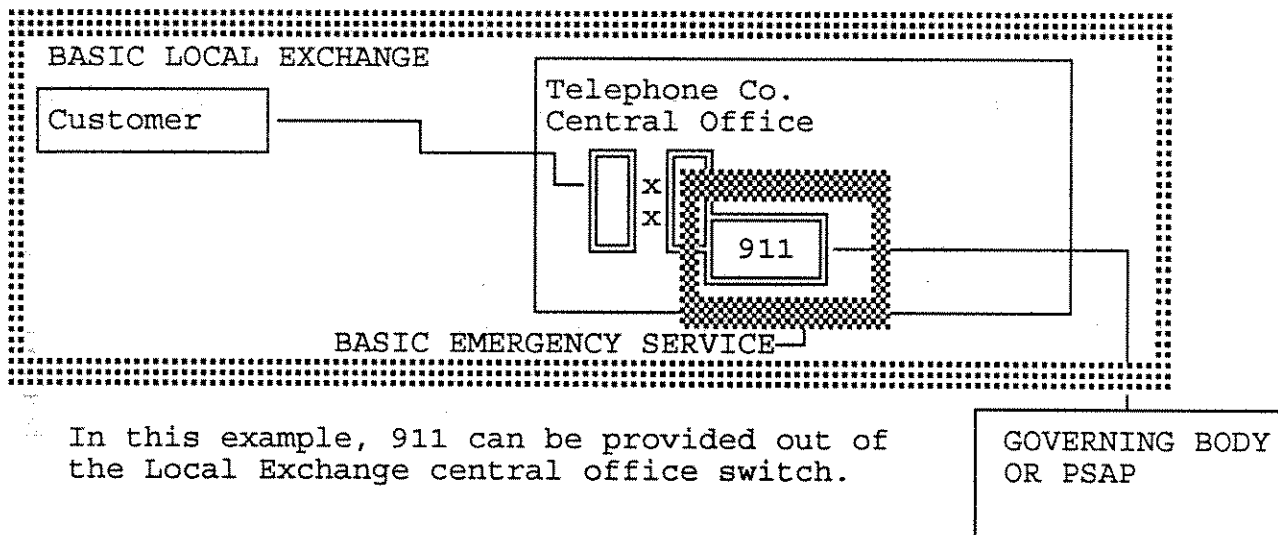 BASIC LOCAL EXCHANGE
Customer
Telephone Co.
Central Office
x
x
911
BASIC EMERGENCY SERVICE
In this example, 911 can be provided out of
the Local Exchange central office switch.
GOVERNING BODY
OR PSAP